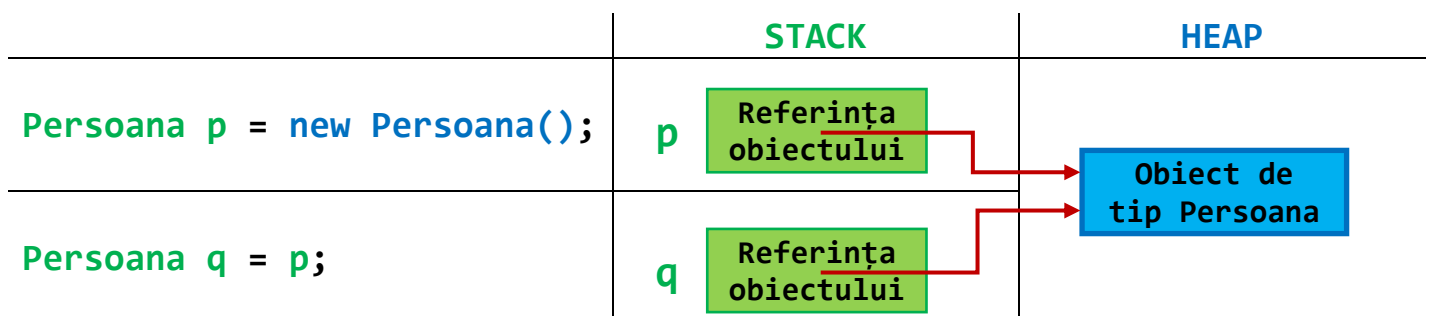 STACK HEAP
Persoana p = new Persoana(); p Referința
obiectului
Obiect de
tip Persoana
Persoana q = p; q Referința
obiectului